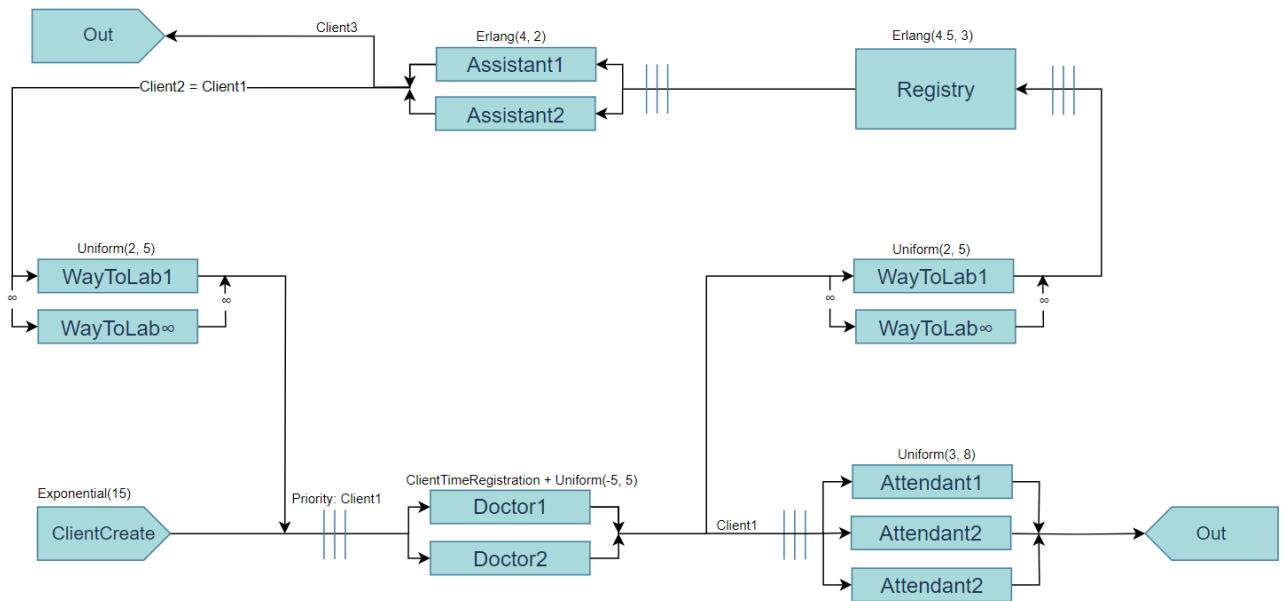 Out
Client3
Erlang(4, 2)
Assistant1
Assistant2
Erlang(4.5, 3)
Registry
Client2 = Client1
Uniform(2, 5)
WayToLab1
∞
∞
WayToLab∞
Uniform(2, 5)
WayToLab1
∞
∞
WayToLab∞
Exponential(15)
ClientCreate
Priority: Client1
ClientTimeRegistration + Uniform(-5, 5)
Doctor1
Doctor2
Client1
Uniform(3, 8)
Attendant1
Attendant2
Attendant2
Out